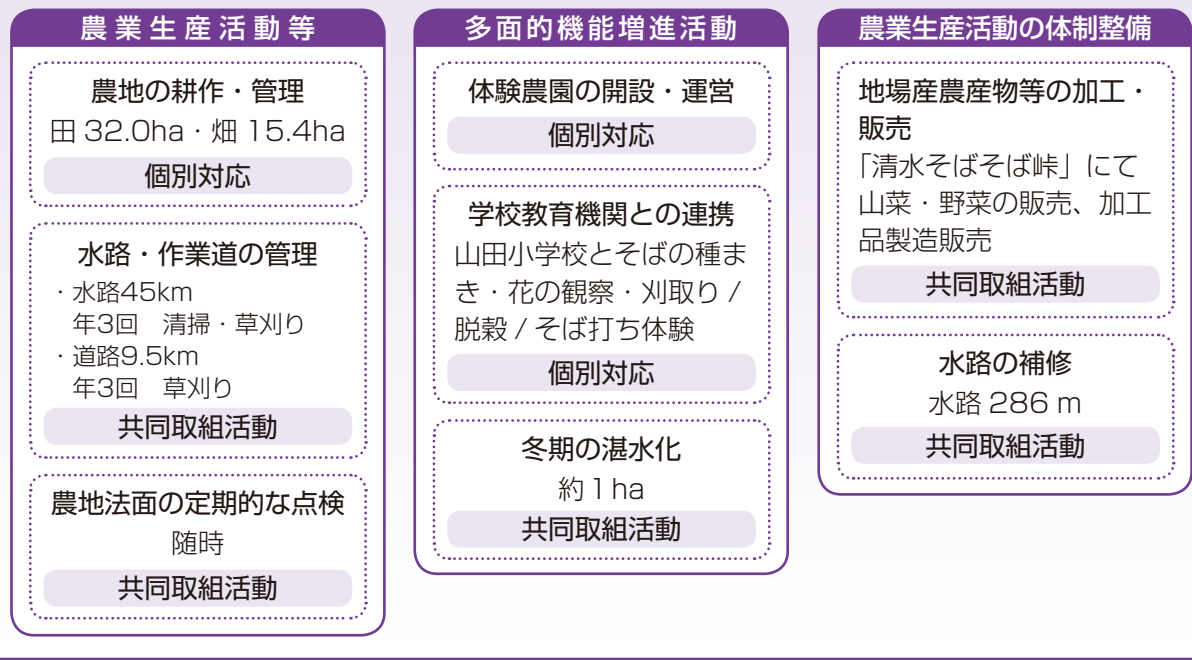 農業生産活動等
農地の耕作・管理
田 32.0ha・畑 15.4ha
個別対応
水路・作業道の管理
・水路45km
年3回　清掃・草刈り
・道路9.5km
年3回　草刈り
共同取組活動
農地法面の定期的な点検
随時
共同取組活動
多面的機能増進活動
体験農園の開設・運営
個別対応
学校教育機関との連携
山田小学校とそばの種ま
き・花の観察・刈取り /
脱穀 / そば打ち体験
個別対応
冬期の湛水化
約 1 ha
共同取組活動
農業生産活動の体制整備
地場産農産物等の加工・
販売
「清水そばそば峠」にて
山菜・野菜の販売、加工
品製造販売
共同取組活動
水路の補修
水路 286 m
共同取組活動